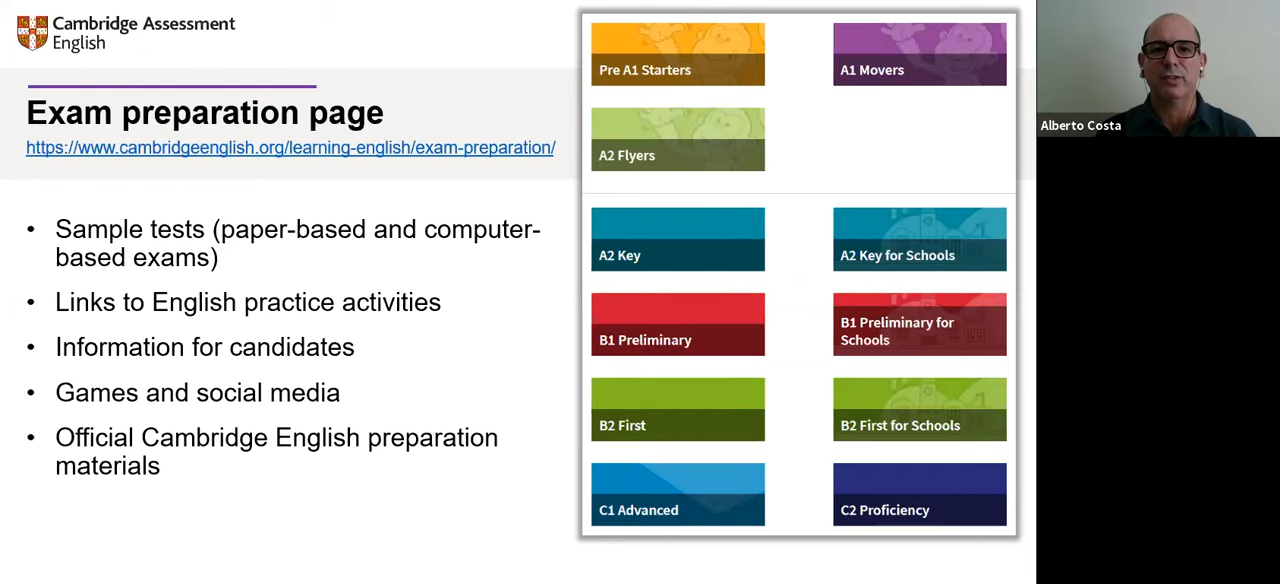 Cambridge Assessment
English
Exam preparation page
https://www.cambridgeenglish.org/learning-english/exam-preparation/
• Sample tests (paper-based and computer-
based exams)
• Links to English practice activities
• Information for candidates
• Games and social media
• Official Cambridge English preparation
materials
Pre A1 Starters
A1 Movers
A2 Flyers
A2 Key
A2 Key for Schools
B1 Preliminary
B1 Preliminary for
Schools
B2 First
B2 First for Schools
C1 Advanced
C2 Proficiency
Alberto Costa